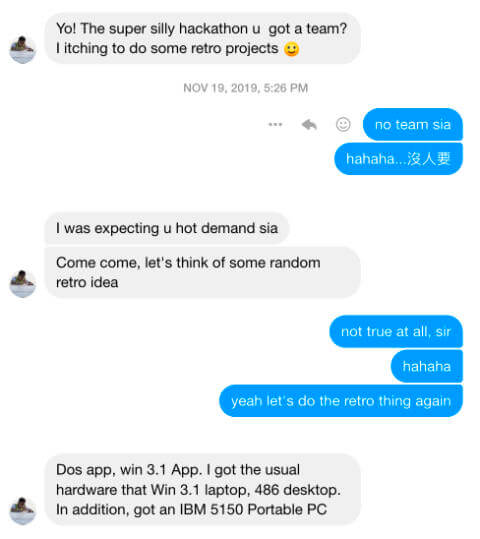 Yo! The super silly hackathon u  got a team?
I itching to do some retro projects 🙂
NOV 19, 2019, 5:26 PM
no team sia
hahaha...沒人要
I was expecting u hot demand sia
Come come, let's think of some random
retro idea
not true at all, sir
hahaha
yeah let's do the retro thing again
Dos app, win 3.1 App. I got the usual
hardware that Win 3.1 laptop, 486 desktop.
In addition, got an IBM 5150 Portable PC